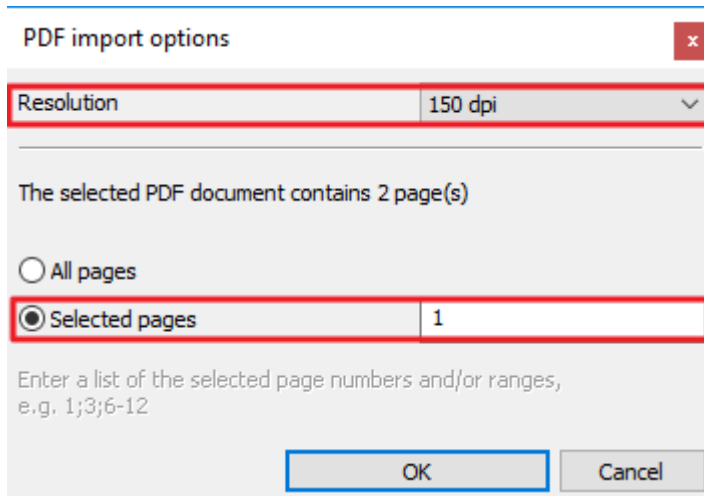 PDF import options
x
Resolution 150 dpi
The selected PDF document contains 2 page(s)
All pages
Selected pages 1
Enter a list of the selected page numbers and/or ranges,
e.g. 1;3;6-12
OK Cancel